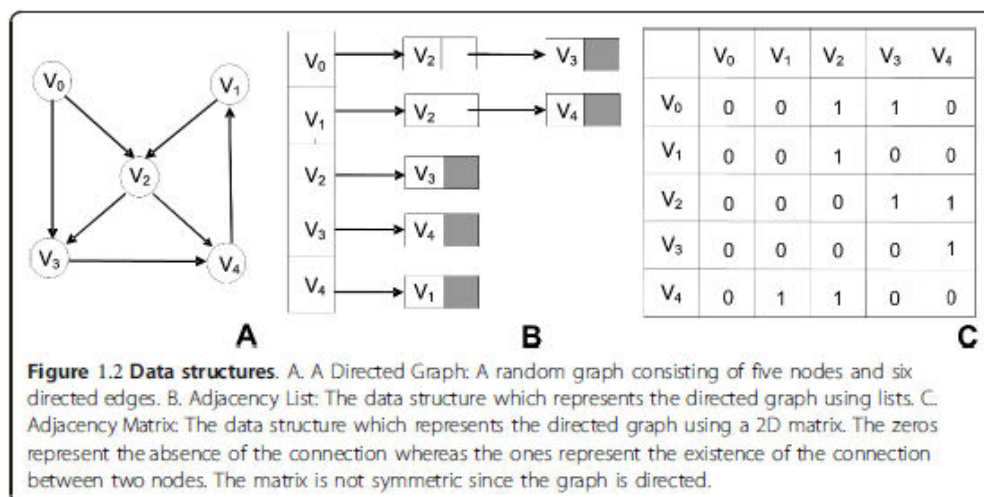 V0
V1
V2
V3
V4
A
V0 V2 V3
V1 V2 V4
V2 V3
V3 V4
V4 V1
B
V0 V1 V2 V3 V4
V0 0 0 1 1 0
V1 0 0 1 0 0
V2 0 0 0 1 1
V3 0 0 0 0 1
V4 0 1 1 0 0
C
Figure 1.2 Data structures. A. A Directed Graph: A random graph consisting of five nodes and six
directed edges. B. Adjacency List: The data structure which represents the directed graph using lists. C.
Adjacency Matrix: The data structure which represents the directed graph using a 2D matrix. The zeros
represent the absence of the connection whereas the ones represent the existence of the connection
between two nodes. The matrix is not symmetric since the graph is directed.